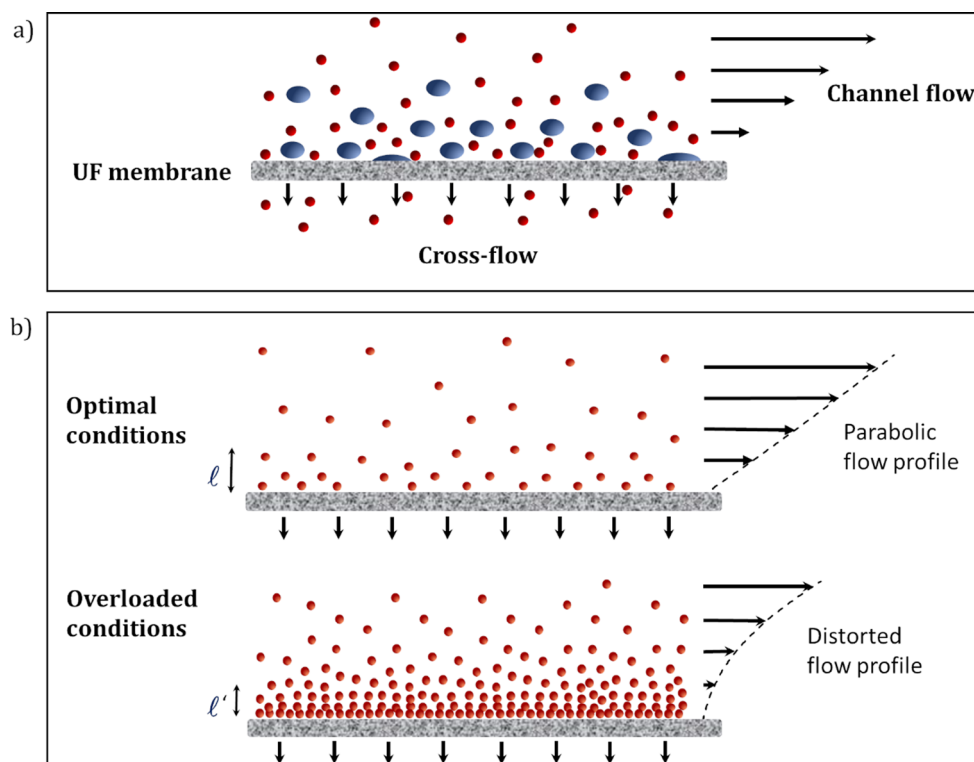 a)
Channel flow
UF membrane
Cross-flow
b)
Optimal
conditions
ℓ
Parabolic
flow profile
Overloaded
conditions
ℓ‘
Distorted
flow profile